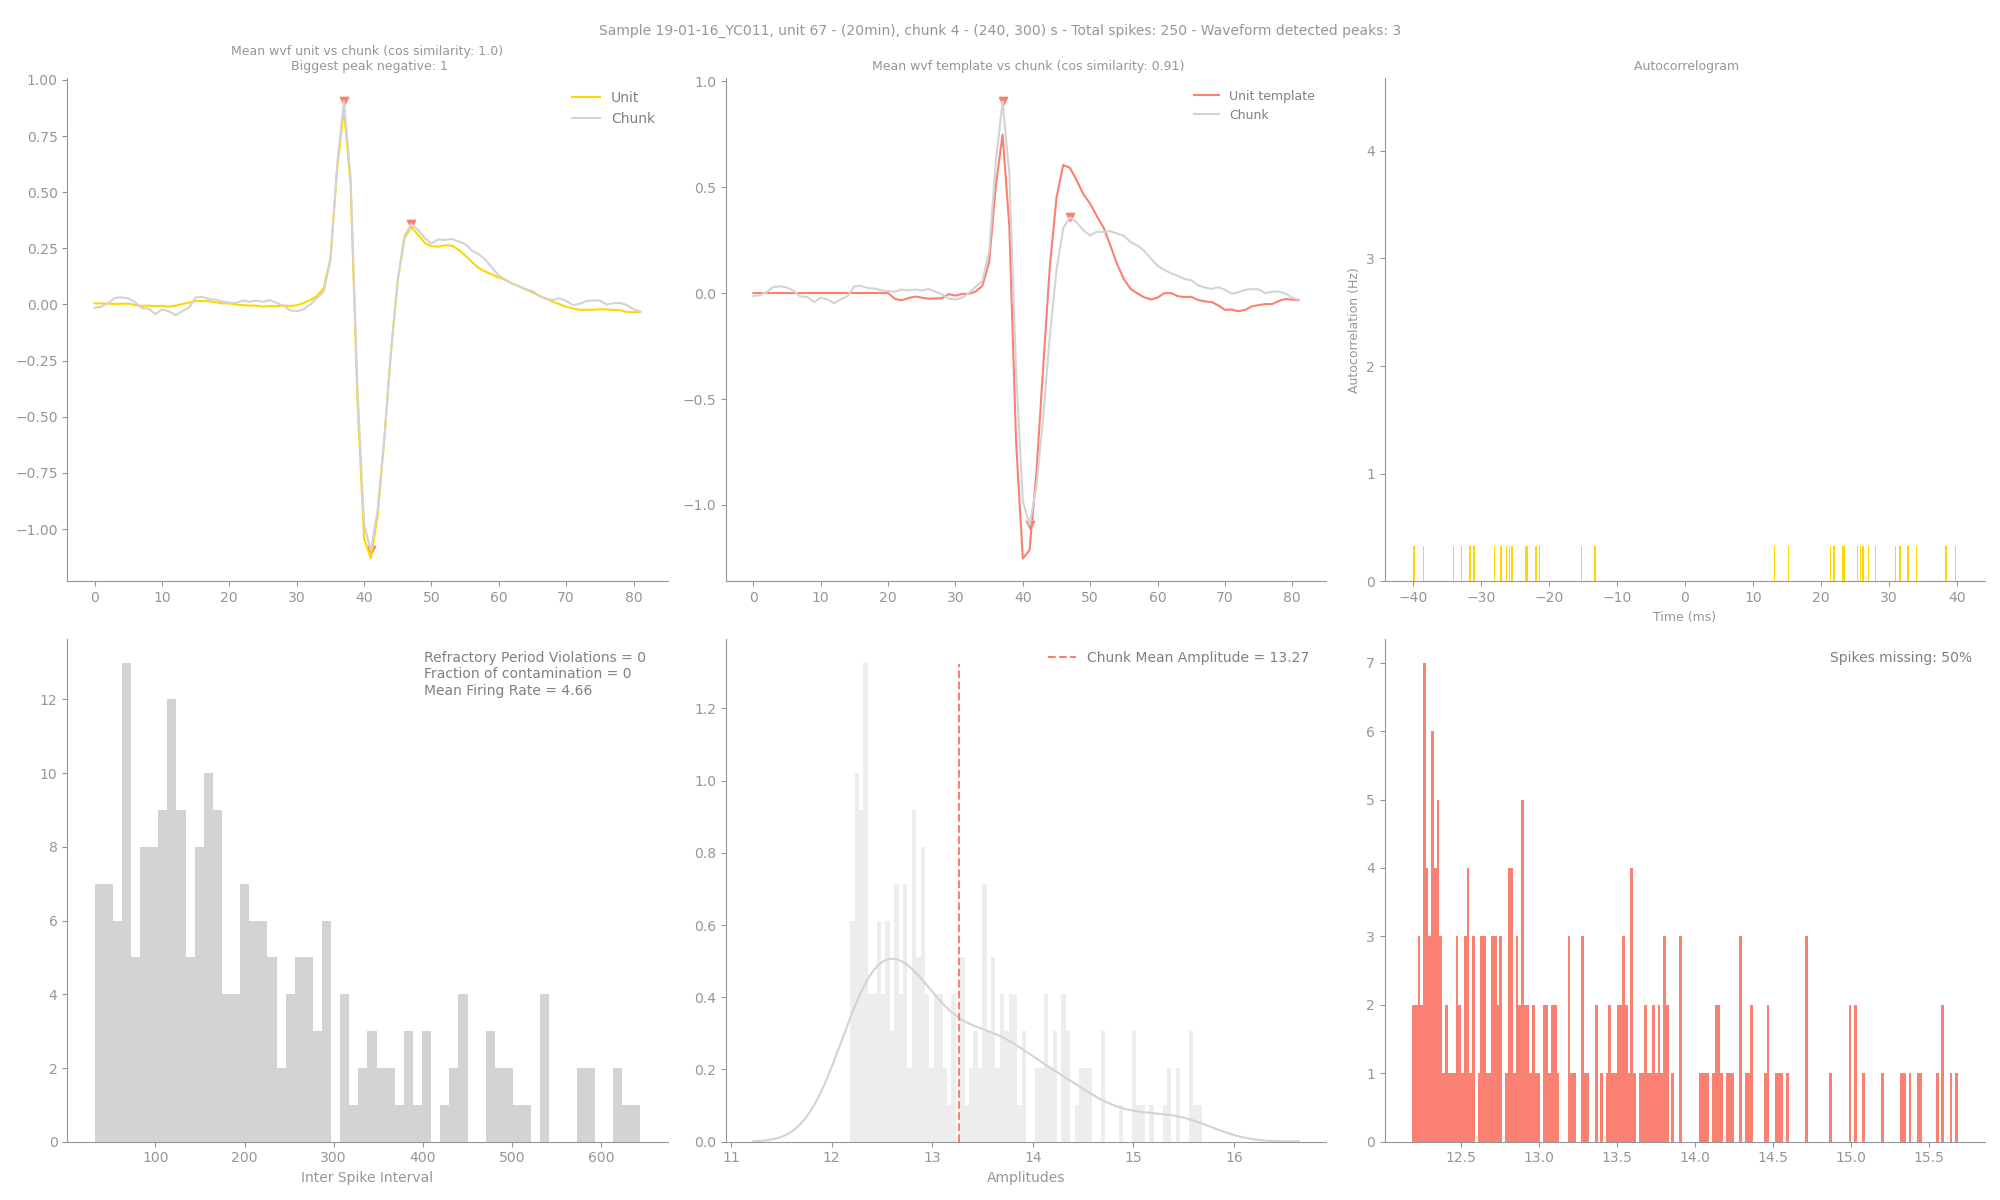 Sample 19-01-16_YC011, unit 67 - (20min), chunk 4 - (240, 300) s - Total spikes: 250 - Waveform detected peaks: 3
Mean wvf unit vs chunk (cos similarity: 1.0)
Biggest peak negative: 1
1.00
0.75
0.50
0.25
0.00
−0.25
−0.50
−0.75
−1.00
0 10 20 30 40 50 60 70 80
Unit
Chunk
Mean wvf template vs chunk (cos similarity: 0.91)
1.0
0.5
0.0
−0.5
−1.0
0 10 20 30 40 50 60 70 80
Unit template
Chunk
Autocorrelogram
Autocorrelation (Hz)
4
3
2
1
0
−40 −30 −20 −10 0 10 20 30 40
Time (ms)
Refractory Period Violations = 0
Fraction of contamination = 0
Mean Firing Rate = 4.66
12
10
8
6
4
2
0
100 200 300 400 500 600
Inter Spike Interval
Chunk Mean Amplitude = 13.27
1.2
1.0
0.8
0.6
0.4
0.2
0.0
11 12 13 14 15 16
Amplitudes
Spikes missing: 50%
7
6
5
4
3
2
1
0
12.5 13.0 13.5 14.0 14.5 15.0 15.5